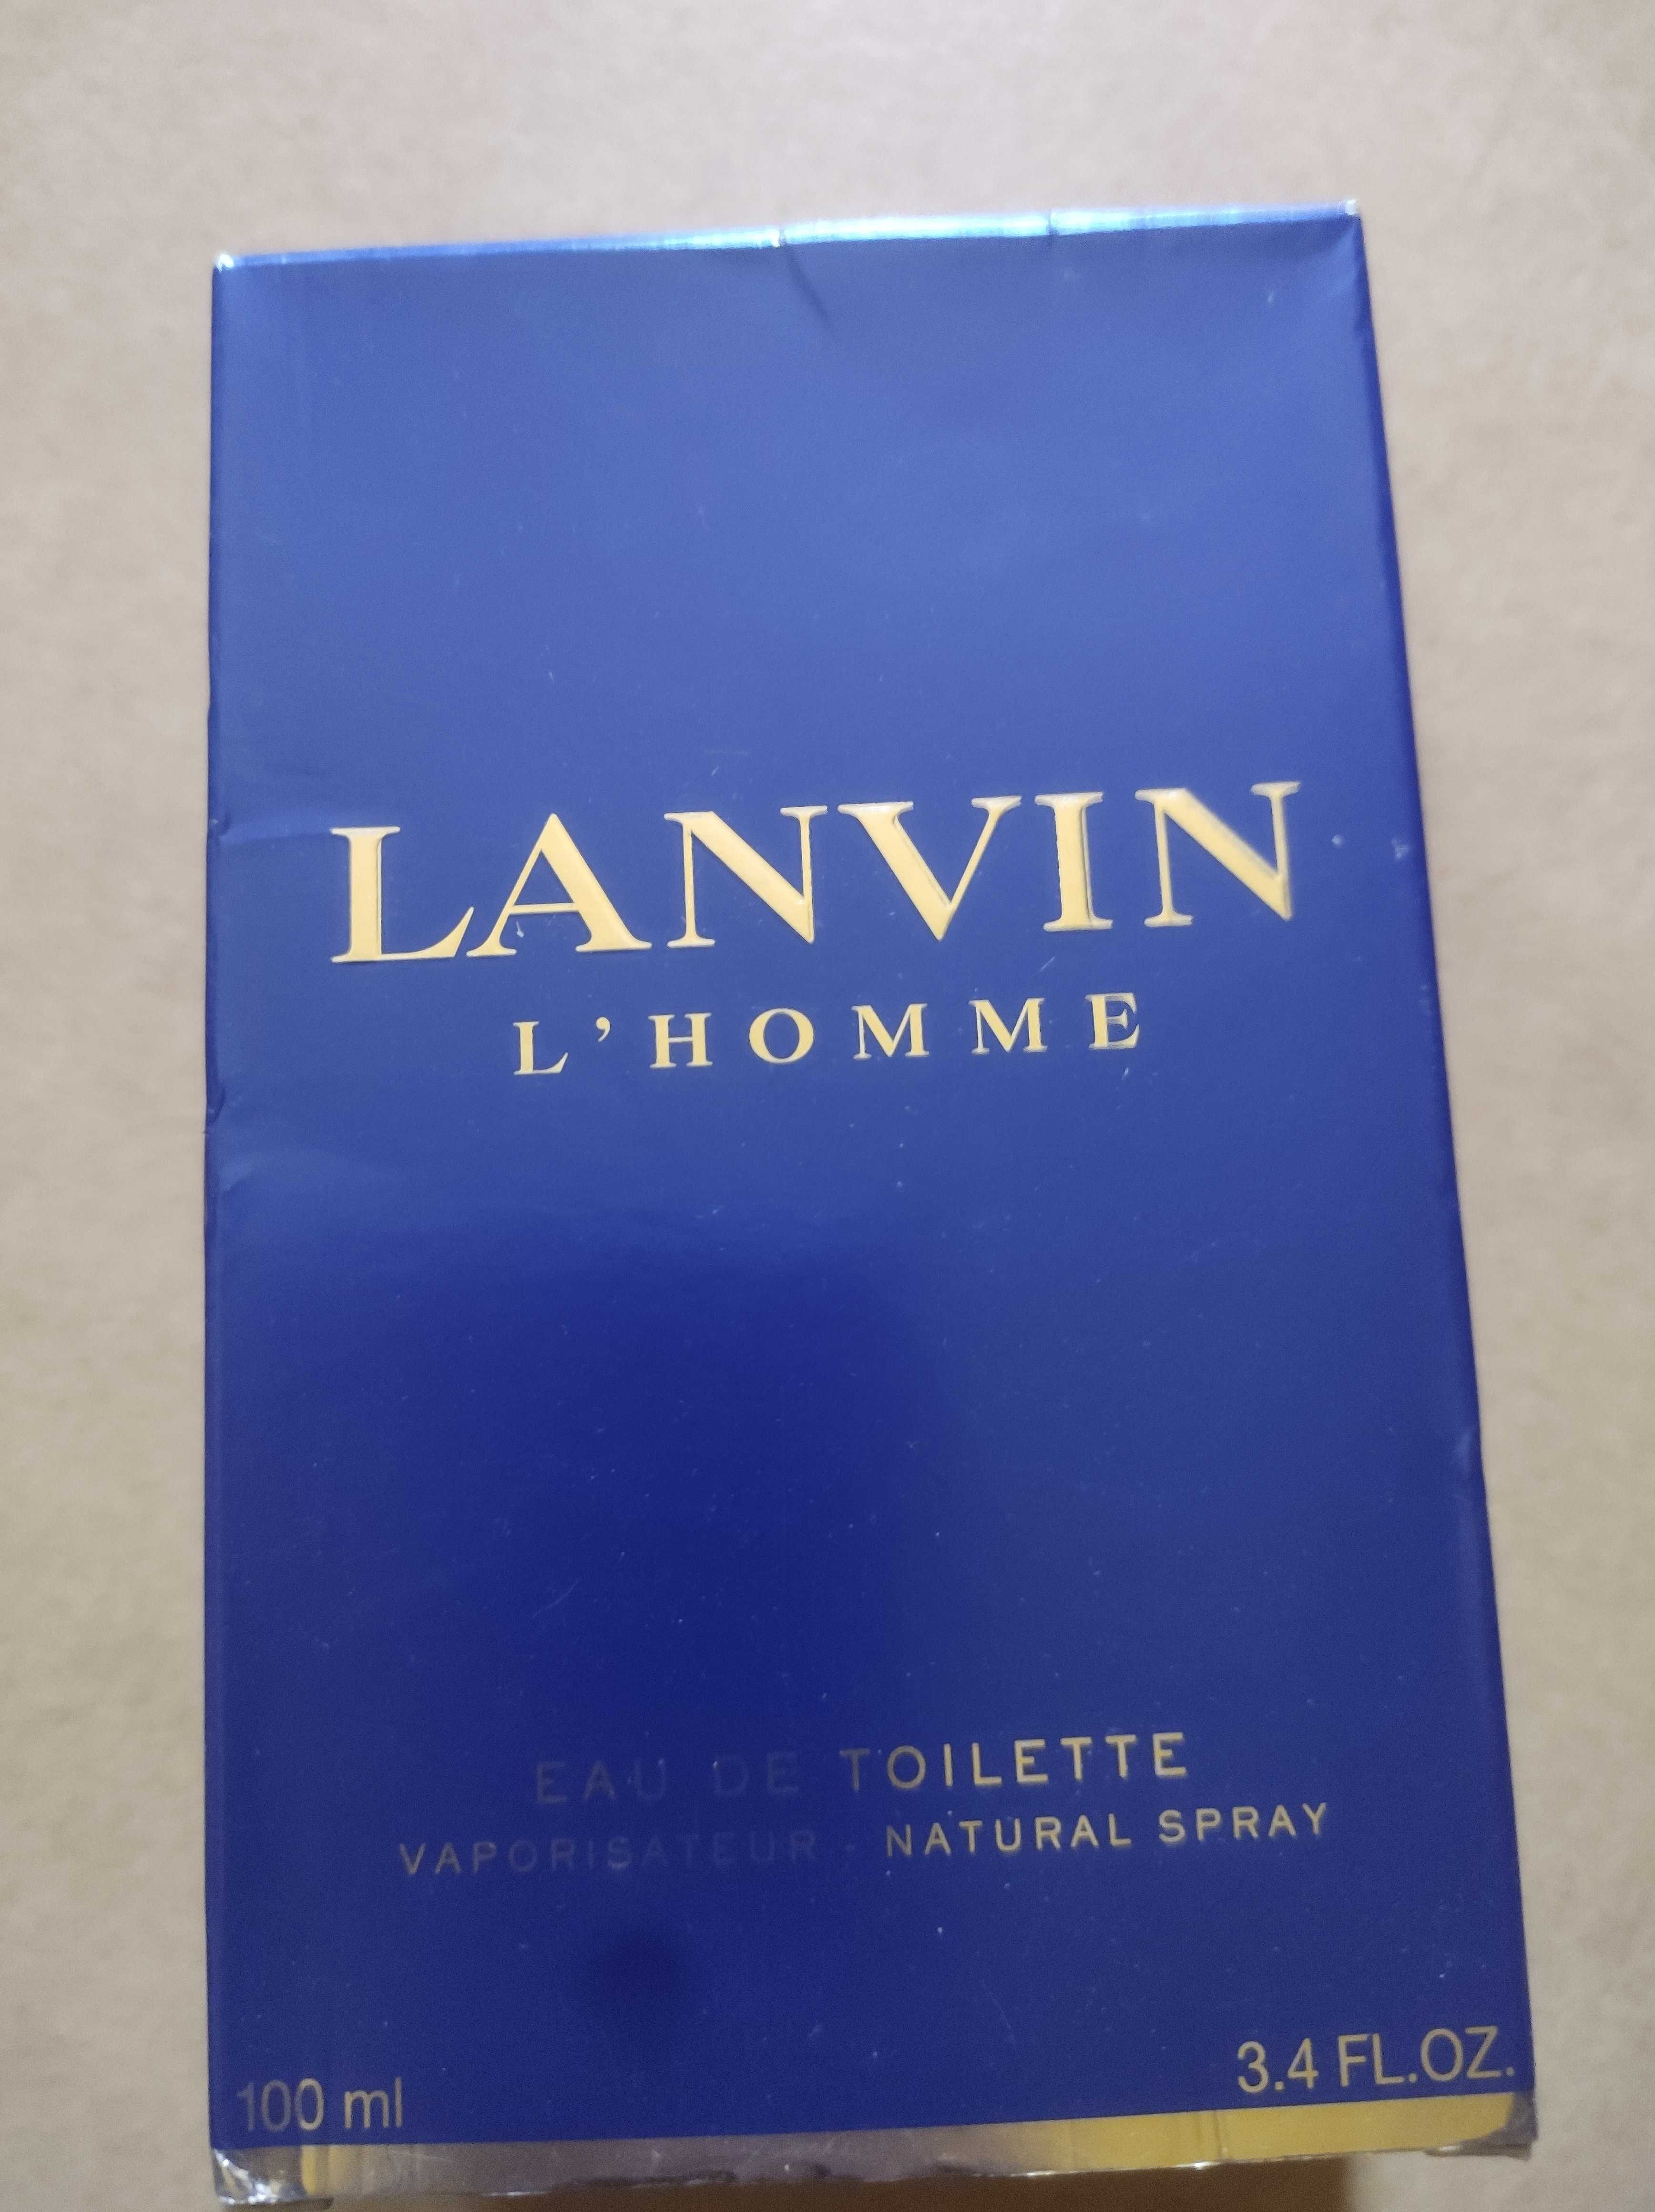 LANVIN
L'HOMME
EAU DE TOILETTE
VAPORISATEUR - NATURAL SPRAY
100 ml
3.4 FL.OZ.